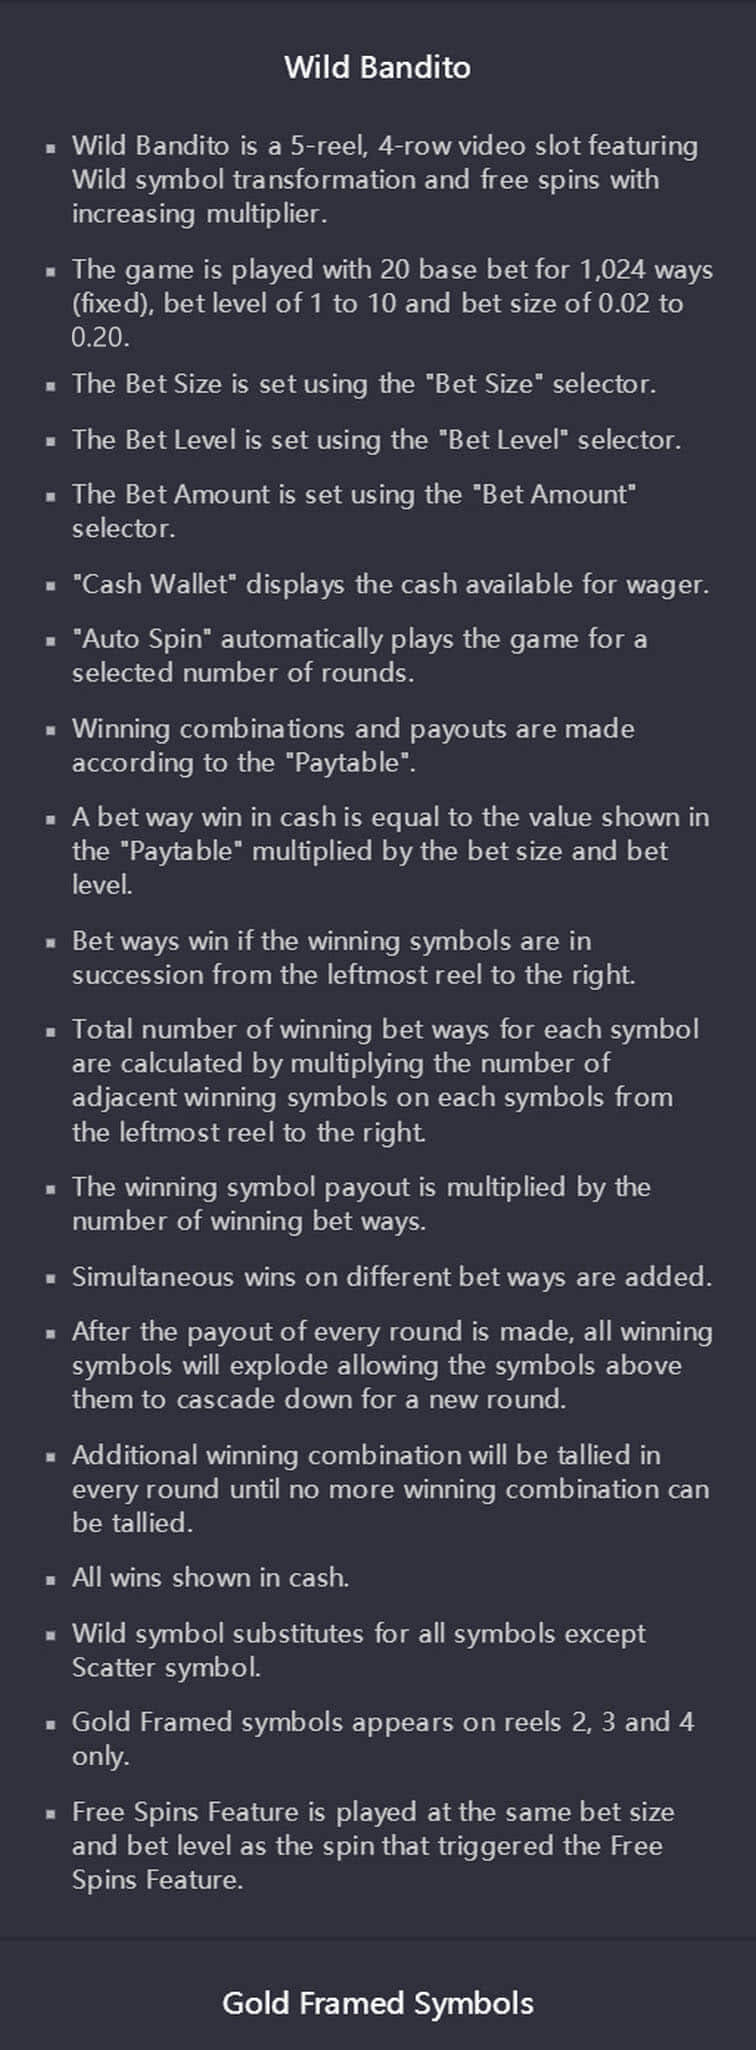 Wild Bandito
▪ Wild Bandito is a 5-reel, 4-row video slot featuring
Wild symbol transformation and free spins with
increasing multiplier.
▪ The game is played with 20 base bet for 1,024 ways
(fixed), bet level of 1 to 10 and bet size of 0.02 to
0.20.
▪ The Bet Size is set using the "Bet Size" selector.
▪ The Bet Level is set using the "Bet Level" selector.
▪ The Bet Amount is set using the "Bet Amount"
selector.
▪ "Cash Wallet" displays the cash available for wager.
▪ "Auto Spin" automatically plays the game for a
selected number of rounds.
▪ Winning combinations and payouts are made
according to the "Paytable".
▪ A bet way win in cash is equal to the value shown in
the "Paytable" multiplied by the bet size and bet
level.
▪ Bet ways win if the winning symbols are in
succession from the leftmost reel to the right.
▪ Total number of winning bet ways for each symbol
are calculated by multiplying the number of
adjacent winning symbols on each symbols from
the leftmost reel to the right.
▪ The winning symbol payout is multiplied by the
number of winning bet ways.
▪ Simultaneous wins on different bet ways are added.
▪ After the payout of every round is made, all winning
symbols will explode allowing the symbols above
them to cascade down for a new round.
▪ Additional winning combination will be tallied in
every round until no more winning combination can
be tallied.
▪ All wins shown in cash.
▪ Wild symbol substitutes for all symbols except
Scatter symbol.
▪ Gold Framed symbols appears on reels 2, 3 and 4
only.
▪ Free Spins Feature is played at the same bet size
and bet level as the spin that triggered the Free
Spins Feature.
Gold Framed Symbols